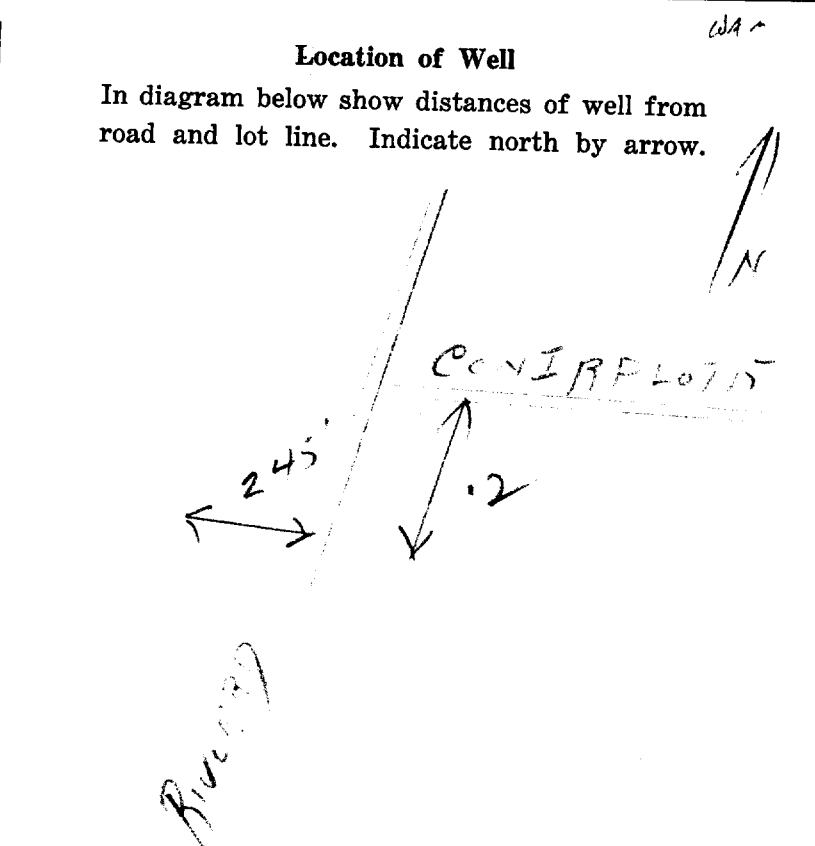 Location of Well
In diagram below show distances of well from
road and lot line. Indicate north by arrow.
N
245'
.2